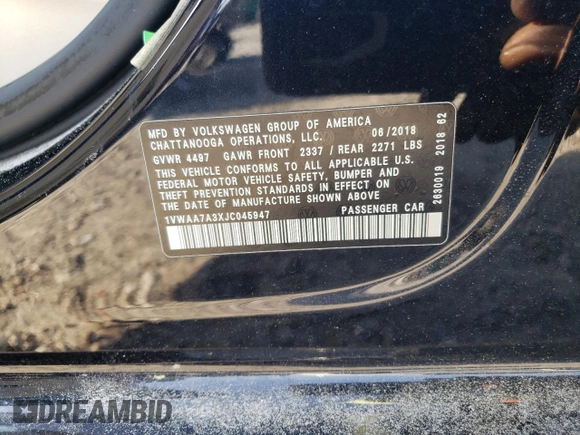 MFD BY VOLKSWAGEN GROUP OF AMERICA
CHATTANOOGA OPERATIONS, LLC. 06/2018
GVWR 4497 GAWR FRONT 2337 / REAR 2271 LBS
THIS VEHICLE CONFORMS TO ALL APPLICABLE U.S.
FEDERAL MOTOR VEHICLE SAFETY, BUMPER AND
THEFT PREVENTION STANDARDS IN EFFECT ON
THE DATE OF MANUFACTURE SHOWN ABOVE
1VWAA7A3XJC045947 PASSENGER CAR
2630019 2018 62
DREAMBID